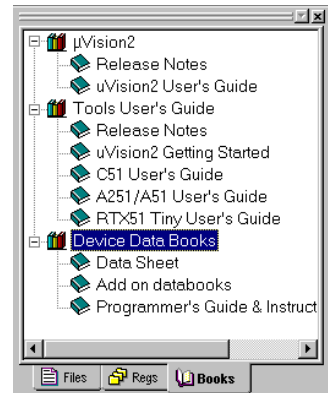 µVision2
Release Notes
uVision2 User's Guide
Tools User's Guide
Release Notes
uVision2 Getting Started
C51 User's Guide
A251/A51 User's Guide
RTX51 Tiny User's Guide
Device Data Books
Data Sheet
Add on databooks
Programmer's Guide & Instruct
Files Regs Books